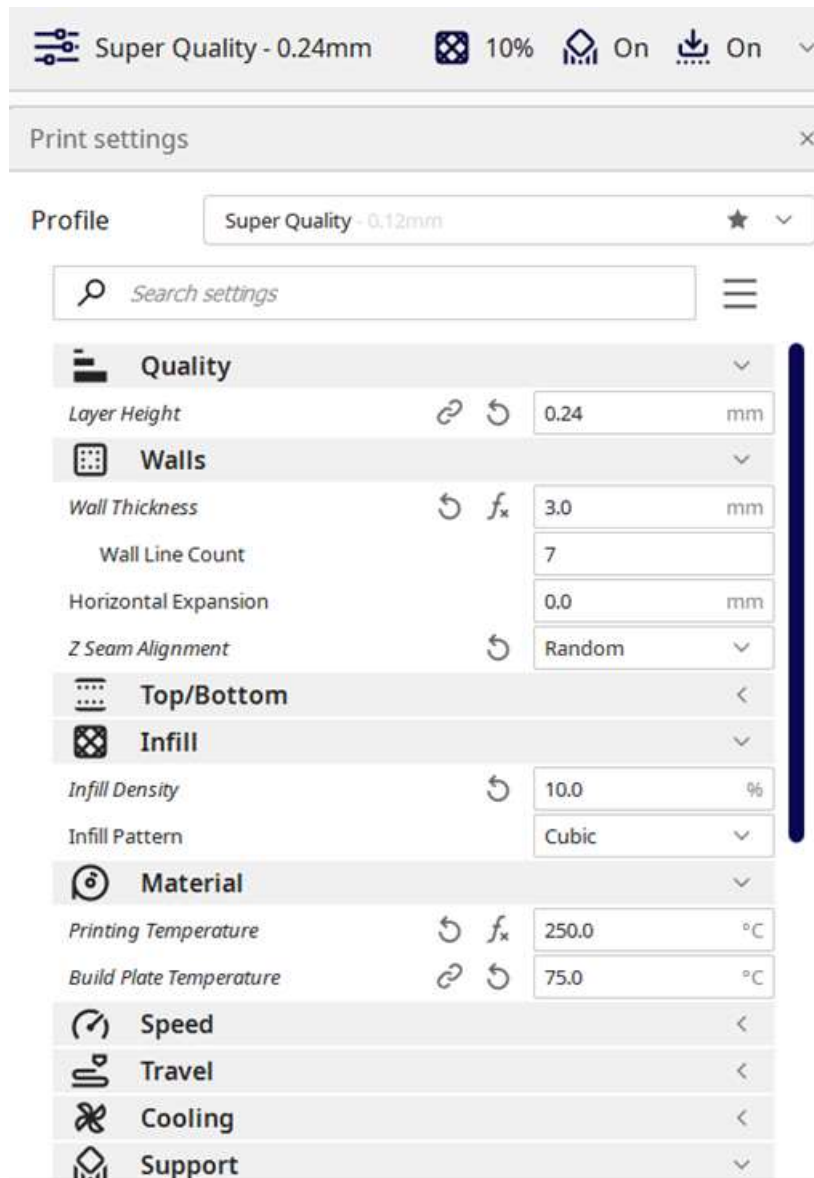 Super Quality - 0.24mm 10% On On
Print settings
Profile Super Quality - 0.12mm
Search settings
Quality
Layer Height 0.24 mm
Walls
Wall Thickness fx 3.0 mm
Wall Line Count 7
Horizontal Expansion 0.0 mm
Z Seam Alignment Random
Top/Bottom
Infill
Infill Density 10.0 %
Infill Pattern Cubic
Material
Printing Temperature fx 250.0 °C
Build Plate Temperature 75.0 °C
Speed
Travel
Cooling
Support